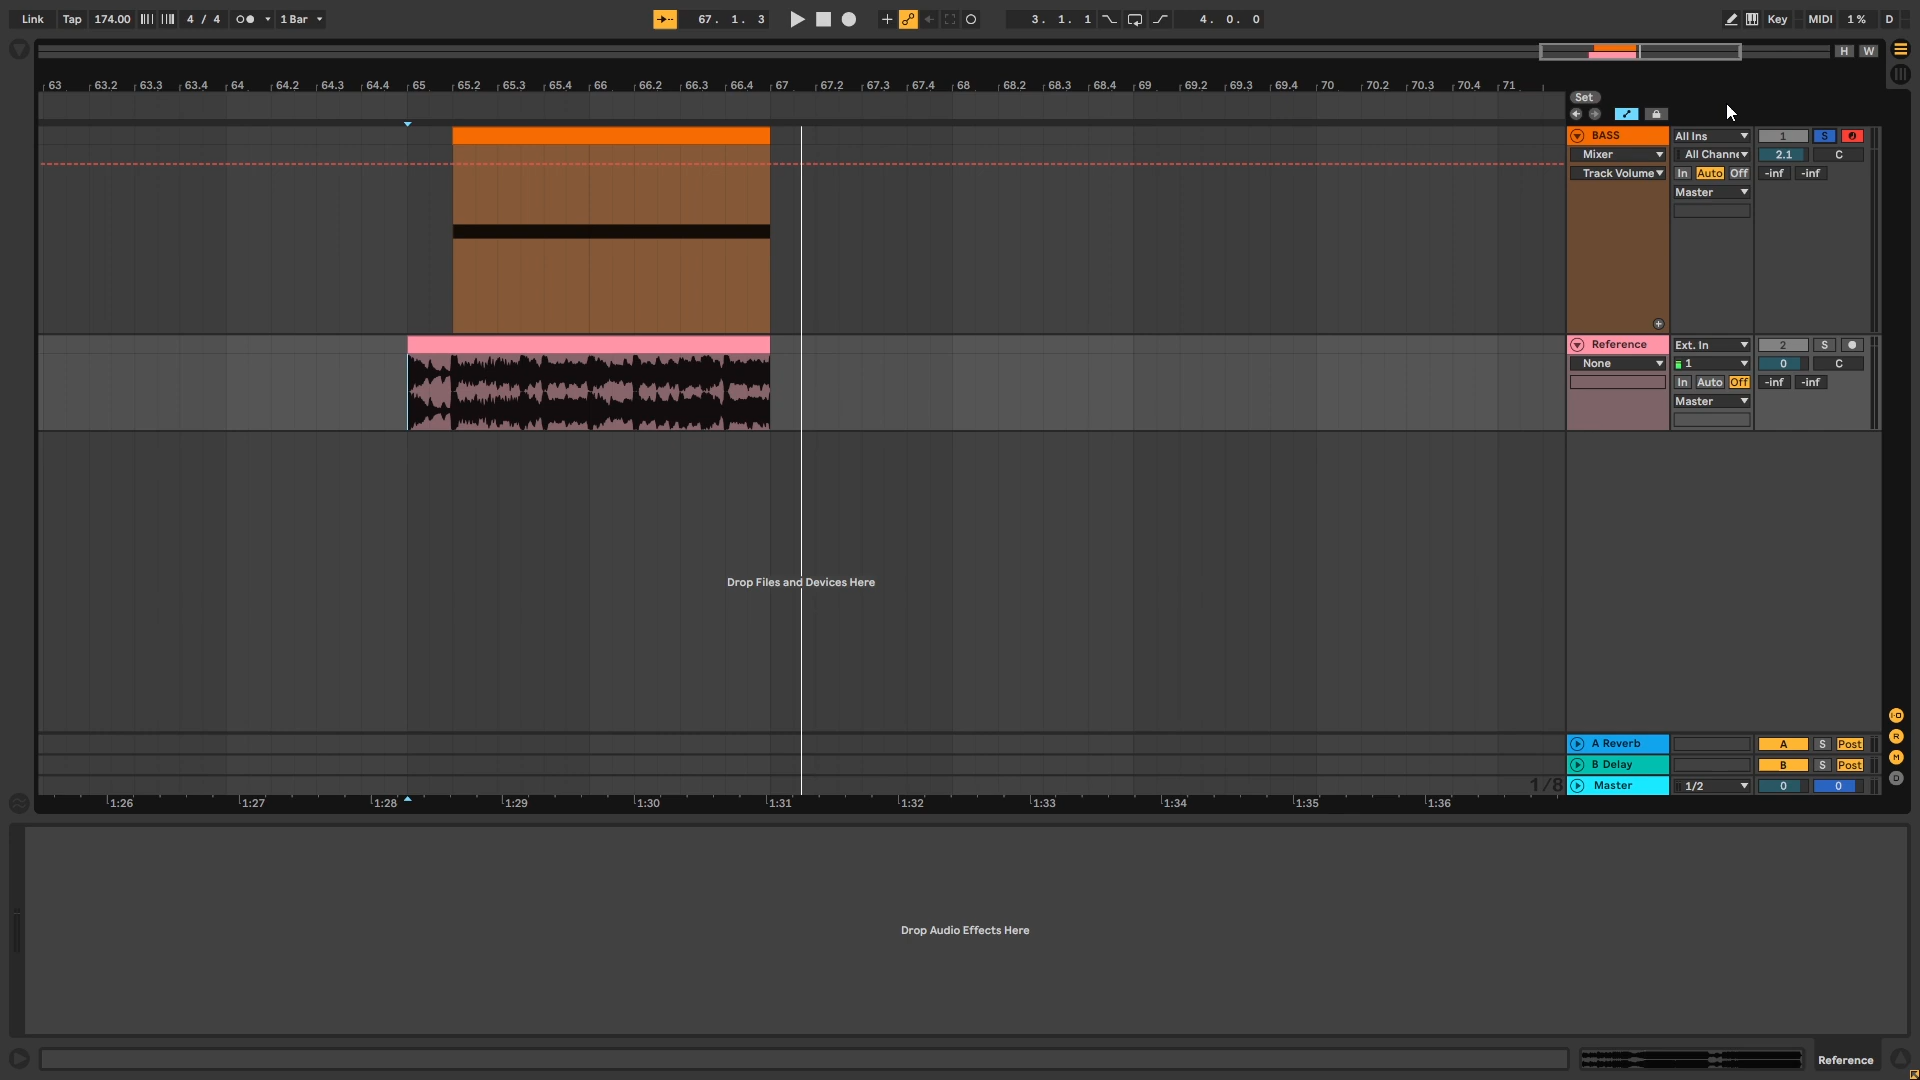 Link Tap 174.00 4 / 4 1 Bar 67. 1. 3 3. 1. 1 4. 0. 0 Key MIDI 1 % D
H W
63 63.2 63.3 63.4 64 64.2 64.3 64.4 65 65.2 65.3 65.4 66 66.2 66.3 66.4 67 67.2 67.3 67.4 68 68.2 68.3 68.4 69 69.2 69.3 69.4 70 70.2 70.3 70.4 71
Set
BASS All Ins 1 S
Mixer All Channe 2.1 C
Track Volume In Auto Off -inf -inf
Master
Reference Ext. In 2 S
None 1 0 C
In Auto Off -inf -inf
Master
Drop Files and Devices Here
A Reverb A S Post
B Delay B S Post
1/8 Master 1/2 0 0
1:26 1:27 1:28 1:29 1:30 1:31 1:32 1:33 1:34 1:35 1:36
I-O
R
M
D
Drop Audio Effects Here
Reference